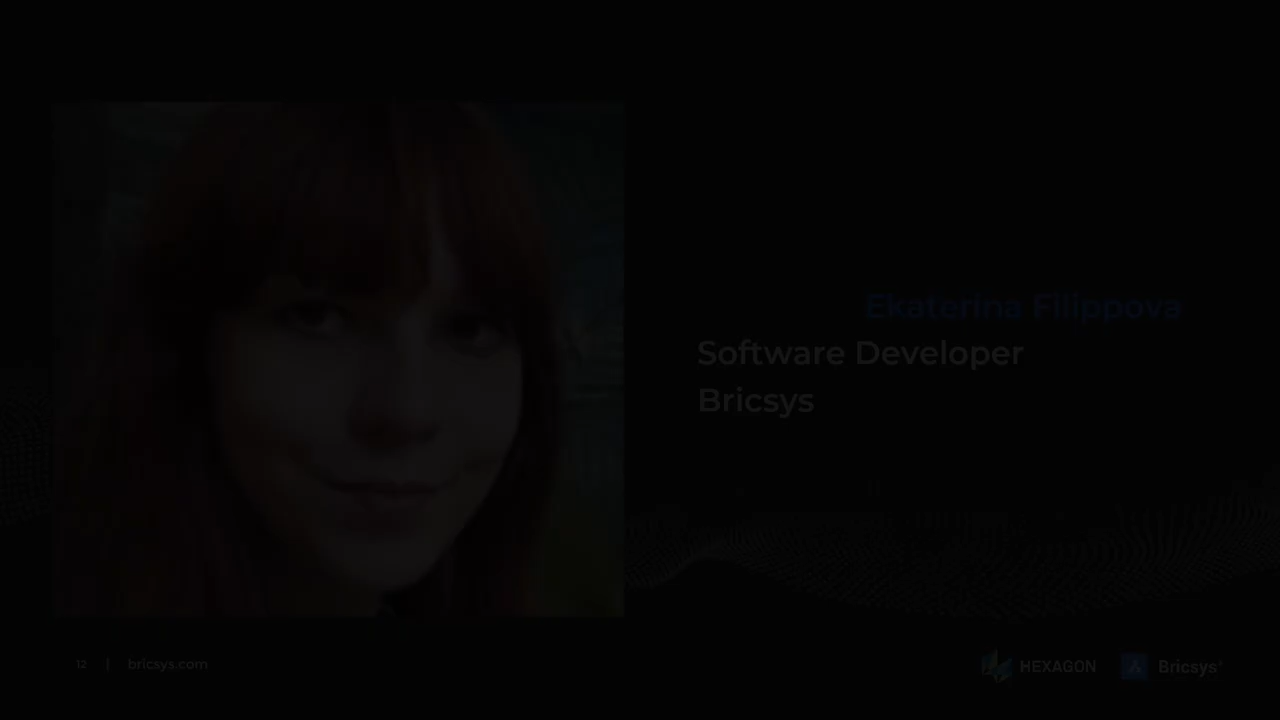 Ekaterina Filippova
Software Developer
Bricsys
12 | bricsys.com
HEXAGON
Bricsys